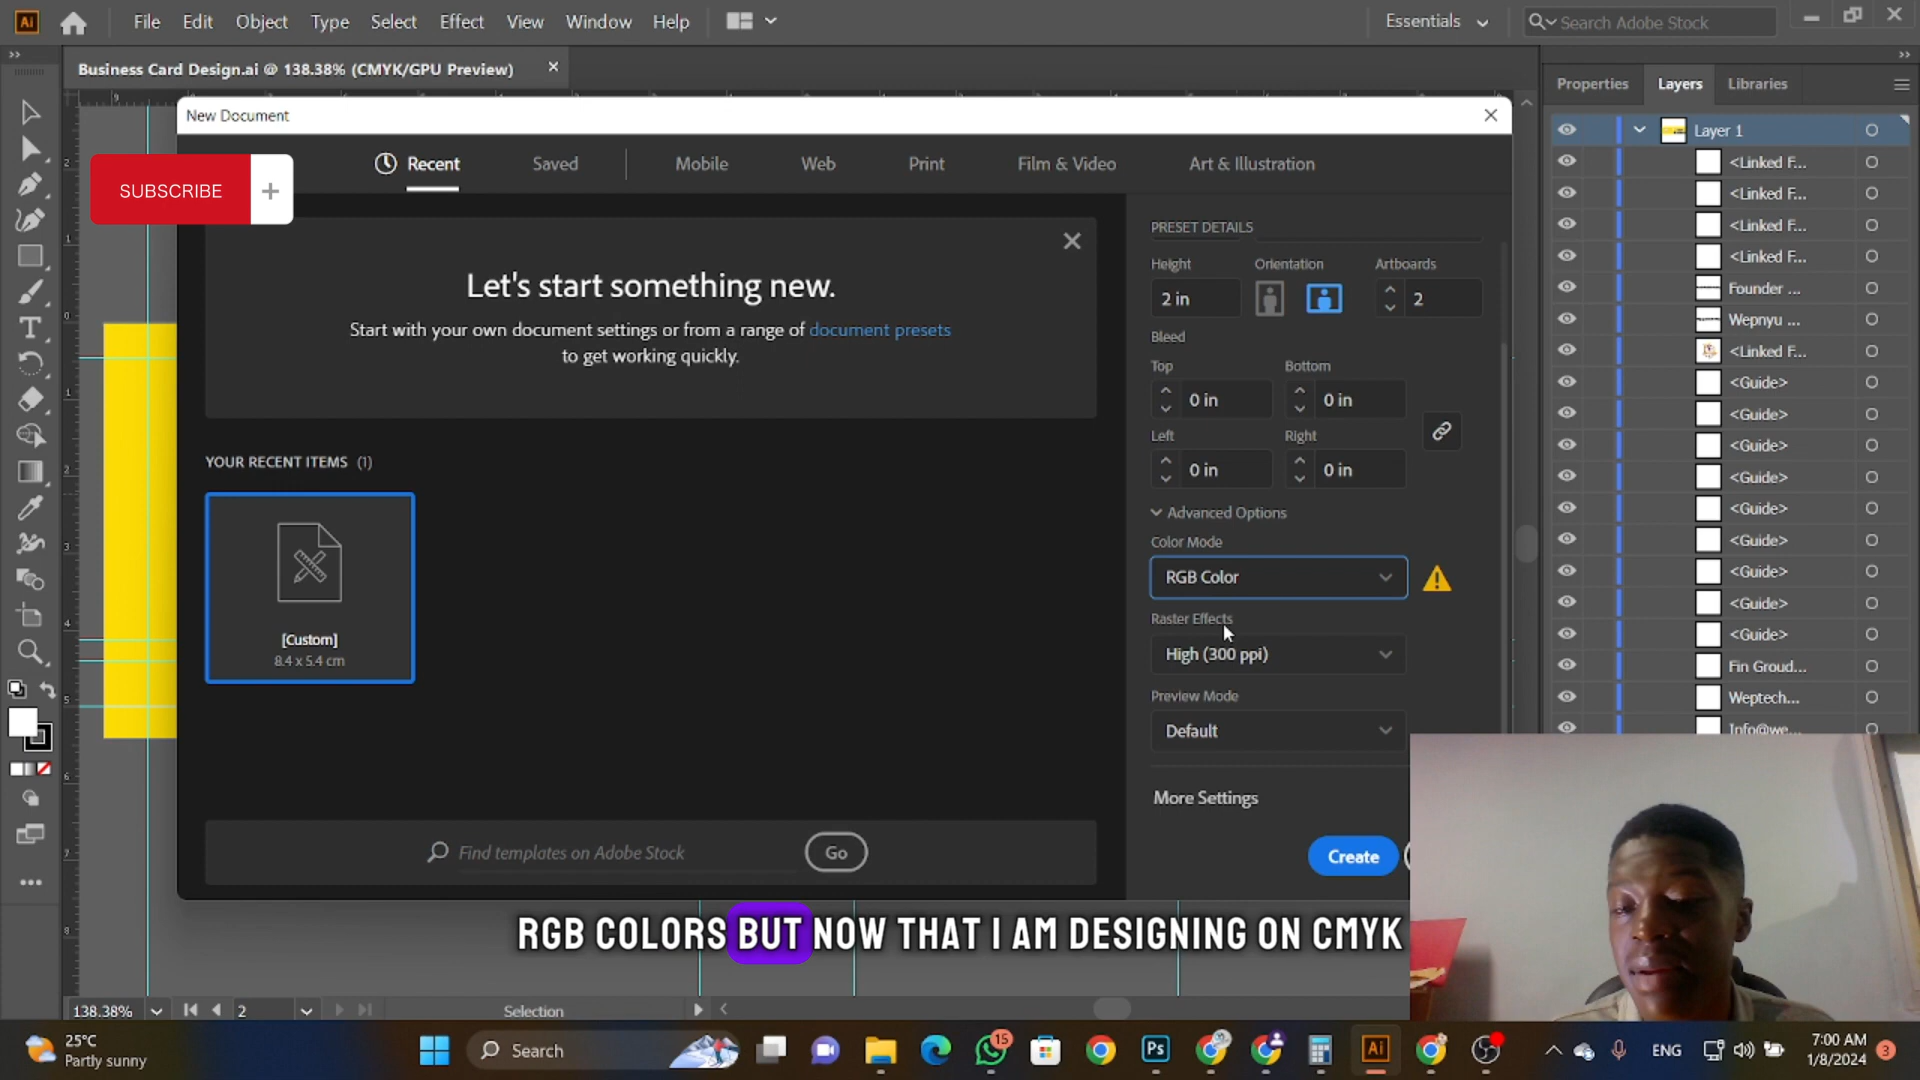 Ai File Edit Object Type Select Effect View Window Help Essentials Search Adobe Stock
Business Card Design.ai @ 138.38% (CMYK/GPU Preview)
Properties Layers Libraries
New Document
Recent Saved Mobile Web Print Film & Video Art & Illustration
SUBSCRIBE +
Let's start something new.
Start with your own document settings or from a range of document presets
to get working quickly.
YOUR RECENT ITEMS (1)
[Custom]
8.4 x 5.4 cm
Find templates on Adobe Stock Go
PRESET DETAILS
Height Orientation Artboards
2 in 2
Bleed
Top Bottom
0 in 0 in
Left Right
0 in 0 in
Advanced Options
Color Mode
RGB Color
Raster Effects
High (300 ppi)
Preview Mode
Default
More Settings
Create
Layer 1
<Linked F...
<Linked F...
<Linked F...
<Linked F...
Founder ...
Wepnyu ...
<Linked F...
<Guide>
<Guide>
<Guide>
<Guide>
<Guide>
<Guide>
<Guide>
<Guide>
<Guide>
Fin Groud...
Weptech...
Info@we...
RGB COLORS BUT NOW THAT I AM DESIGNING ON CMYK
138.38% 2 Selection
25°C
Partly sunny
Search
15
Ps
Ai
ENG
7:00 AM
1/8/2024
3